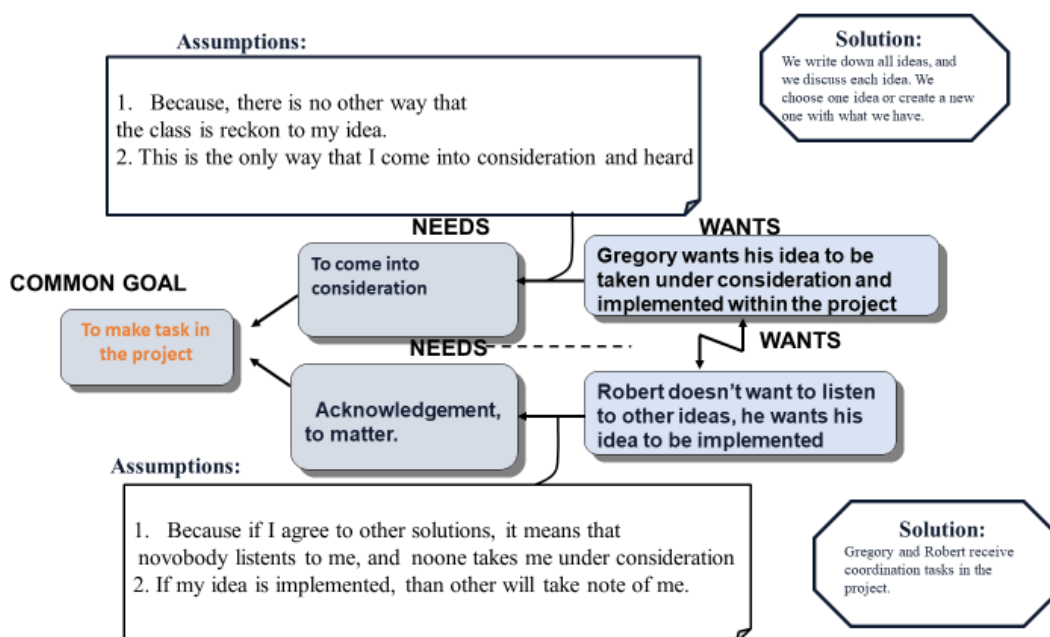 Assumptions:
1. Because, there is no other way that
the class is reckon to my idea.
2. This is the only way that I come into consideration and heard
Solution:
We write down all ideas, and
we discuss each idea. We
choose one idea or create a new
one with what we have.
NEEDS
WANTS
To come into
consideration
Gregory wants his idea to be
taken under consideration and
implemented within the project
COMMON GOAL
To make task in
the project
NEEDS
WANTS
Acknowledgement,
to matter.
Robert doesn't want to listen
to other ideas, he wants his
idea to be implemented
Assumptions:
1. Because if I agree to other solutions, it means that
novobody listents to me, and noone takes me under consideration
2. If my idea is implemented, than other will take note of me.
Solution:
Gregory and Robert receive
coordination tasks in the
project.